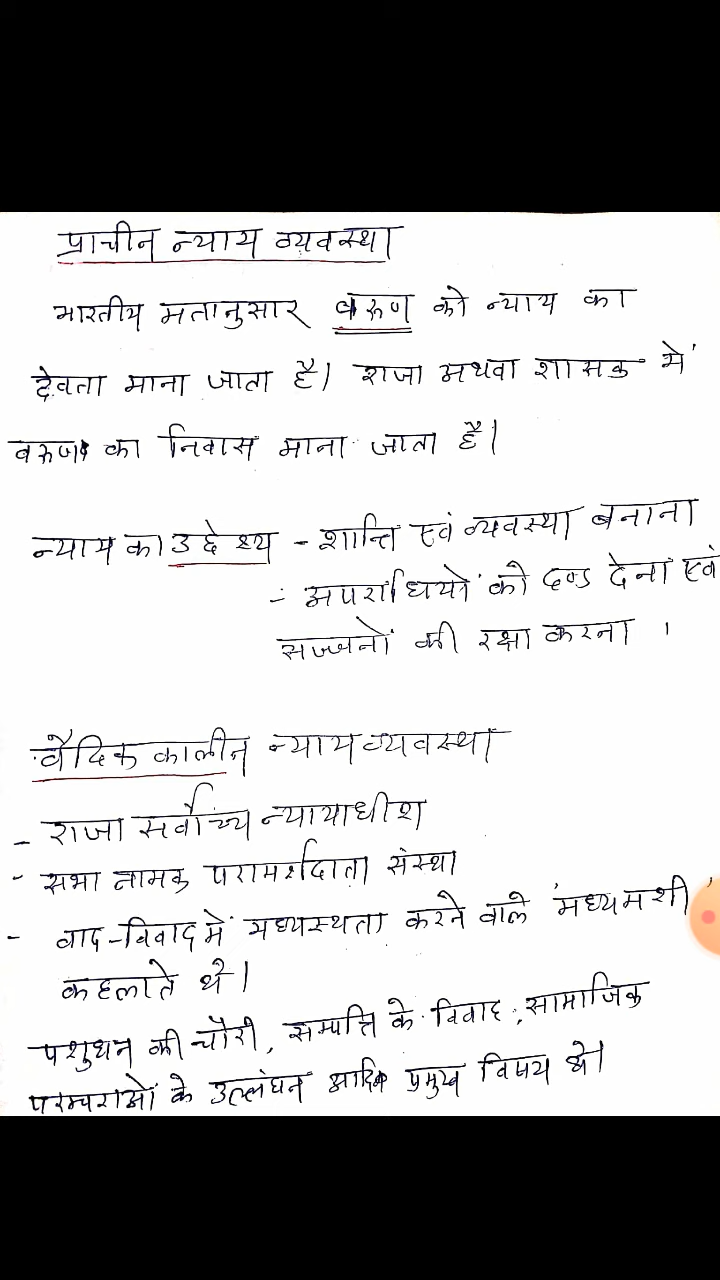 प्राचीन न्याय व्यवस्था
भारतीय मतानुसार वरूण को न्याय का
देवता माना जाता है। राजा अथवा शासक में
वरूण का निवास माना जाता है।
न्याय का उद्देश्य - शान्ति एवं व्यवस्था बनाना
- अपराधियों को दण्ड देना एवं
सज्जनों की रक्षा करना ।
वैदिक कालीन न्यायव्यवस्था
- राजा सर्वोच्च न्यायाधीश
- सभा नामक परामर्शदाता संस्था
- वाद-विवाद में मध्यस्थता करने वाले 'मध्यमशी'
कहलाते थे।
पशुधन की चोरी, सम्पत्ति के विवाद, सामाजिक
परम्पराओं के उल्लंघन आदि प्रमुख विषय थे।